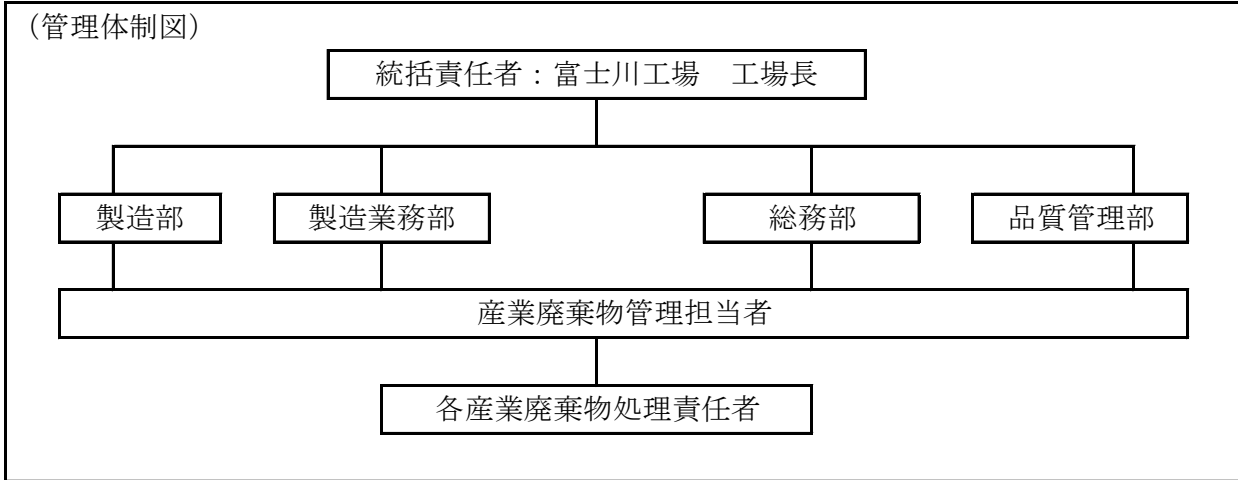 （管理体制図）
統括責任者：富士川工場　工場長
製造部
製造業務部
総務部
品質管理部
産業廃棄物管理担当者
各産業廃棄物処理責任者